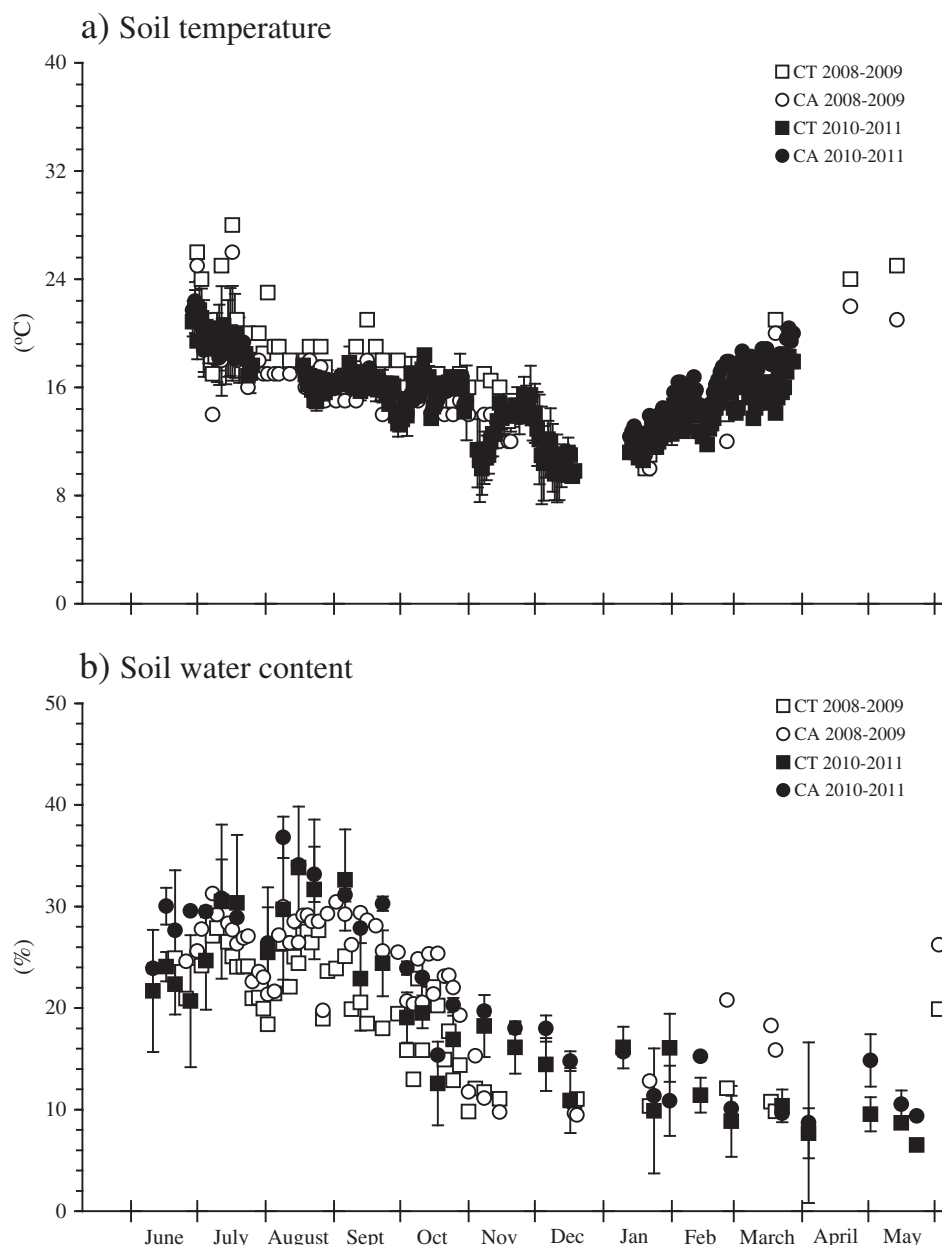 a) Soil temperature
40
32
24
16
8
0
(ºC)
CT 2008-2009
CA 2008-2009
CT 2010-2011
CA 2010-2011
b) Soil water content
50
40
30
20
10
0
(%)
CT 2008-2009
CA 2008-2009
CT 2010-2011
CA 2010-2011
June July August Sept Oct Nov Dec Jan Feb March April May